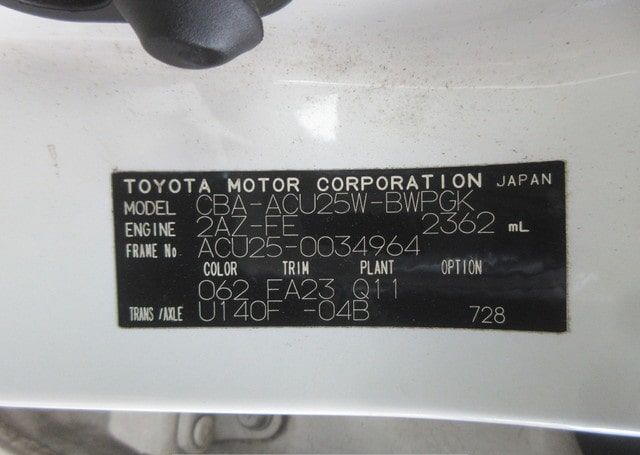 TOYOTA MOTOR CORPORATION JAPAN
MODEL CBA-ACU25W-BWPGK
ENGINE 2AZ-FE 2362 mL
FRAME No ACU25-0034964
COLOR TRIM PLANT OPTION
062 FA23 Q11
TRANS/AXLE U140F -04B 728